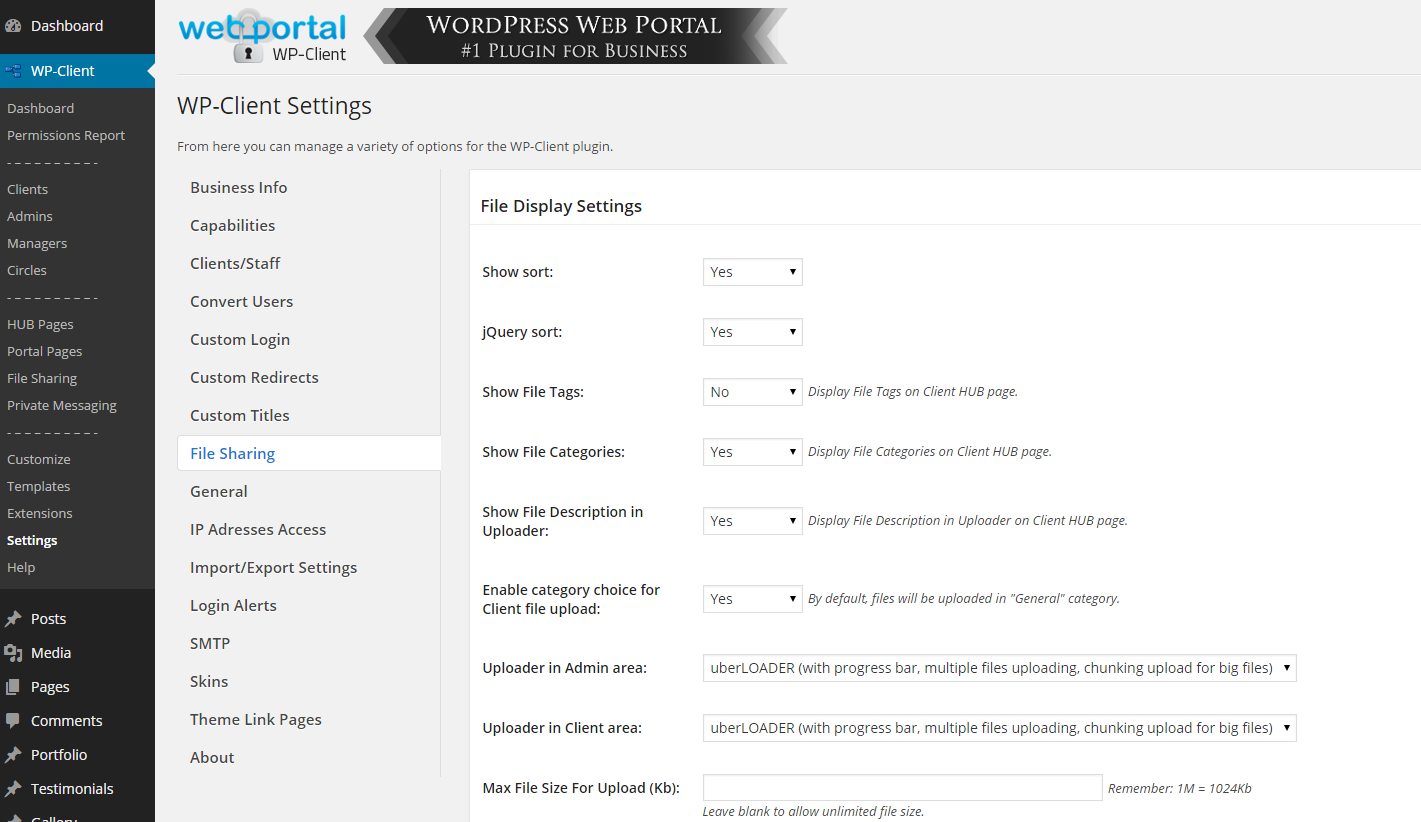 Dashboard
WP-Client
Dashboard
Permissions Report
- - - - - - - - - -
Clients
Admins
Managers
Circles
- - - - - - - - - -
HUB Pages
Portal Pages
File Sharing
Private Messaging
- - - - - - - - - -
Customize
Templates
Extensions
Settings
Help
Posts
Media
Pages
Comments
Portfolio
Testimonials
Gallery
web portal
WP-Client
WordPress Web Portal
#1 Plugin for Business
WP-Client Settings
From here you can manage a variety of options for the WP-Client plugin.
Business Info
Capabilities
Clients/Staff
Convert Users
Custom Login
Custom Redirects
Custom Titles
File Sharing
General
IP Adresses Access
Import/Export Settings
Login Alerts
SMTP
Skins
Theme Link Pages
About
File Display Settings
Show sort: Yes
jQuery sort: Yes
Show File Tags: No Display File Tags on Client HUB page.
Show File Categories: Yes Display File Categories on Client HUB page.
Show File Description in
Uploader: Yes Display File Description in Uploader on Client HUB page.
Enable category choice for
Client file upload: Yes By default, files will be uploaded in "General" category.
Uploader in Admin area: uberLOADER (with progress bar, multiple files uploading, chunking upload for big files)
Uploader in Client area: uberLOADER (with progress bar, multiple files uploading, chunking upload for big files)
Max File Size For Upload (Kb): Remember: 1M = 1024Kb
Leave blank to allow unlimited file size.